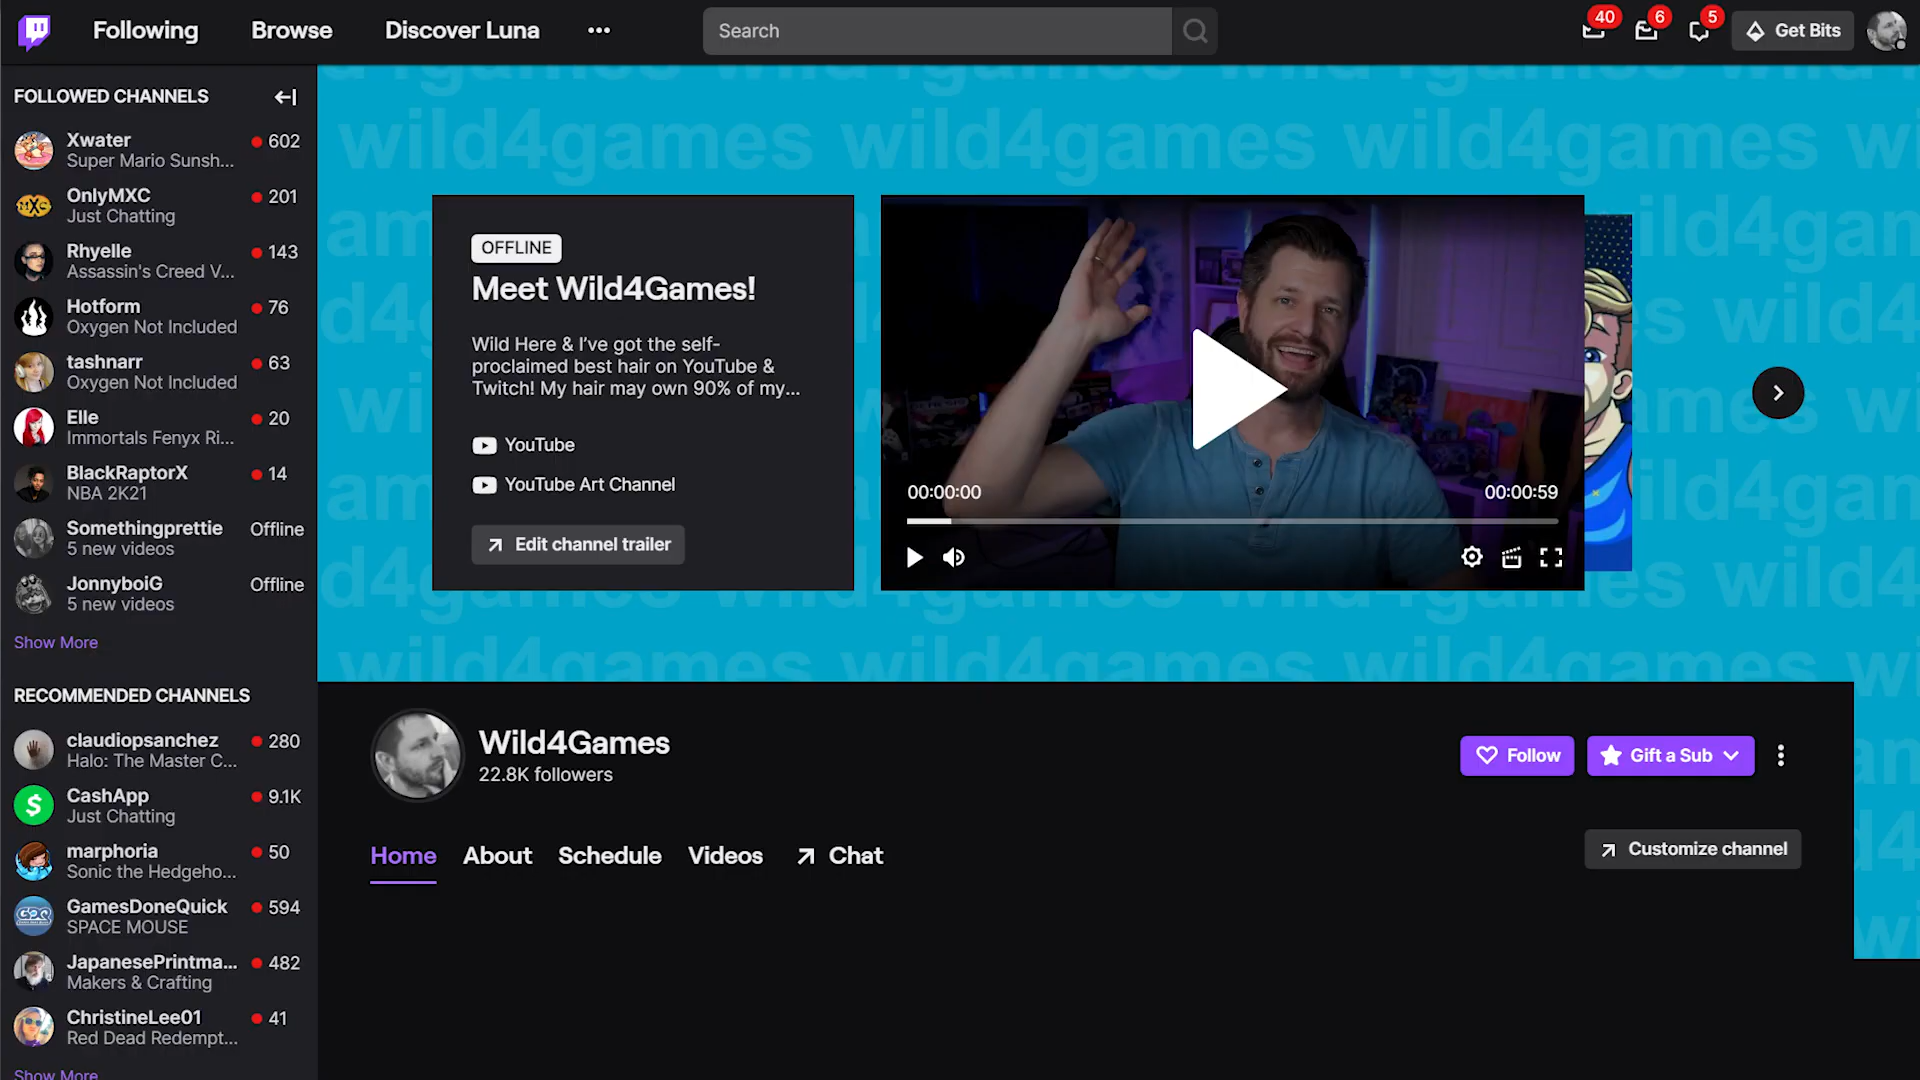 Following
Browse
Discover Luna
Search
40
6
5
Get Bits
FOLLOWED CHANNELS
Xwater
602
Super Mario Sunsh...
OnlyMXC
201
Just Chatting
Rhyelle
143
Assassin's Creed V...
Hotform
76
Oxygen Not Included
tashnarr
63
Oxygen Not Included
Elle
20
Immortals Fenyx Ri...
BlackRaptorX
14
NBA 2K21
Somethingprettie
Offline
5 new videos
JonnyboiG
Offline
5 new videos
Show More
RECOMMENDED CHANNELS
claudiopsanchez
280
Halo: The Master C...
CashApp
9.1K
Just Chatting
marphoria
50
Sonic the Hedgeho...
GamesDoneQuick
594
SPACE MOUSE
JapanesePrintma...
482
Makers & Crafting
ChristineLee01
41
Red Dead Redempt...
Show More
wild4games wild4games wild4games wi
OFFLINE
Meet Wild4Games!
Wild Here & I've got the self-
proclaimed best hair on YouTube &
Twitch! My hair may own 90% of my...
YouTube
YouTube Art Channel
Edit channel trailer
00:00:00
00:00:59
wild4games wild4games wild4games wi
Wild4Games
22.8K followers
Follow
Gift a Sub
Home
About
Schedule
Videos
Chat
Customize channel